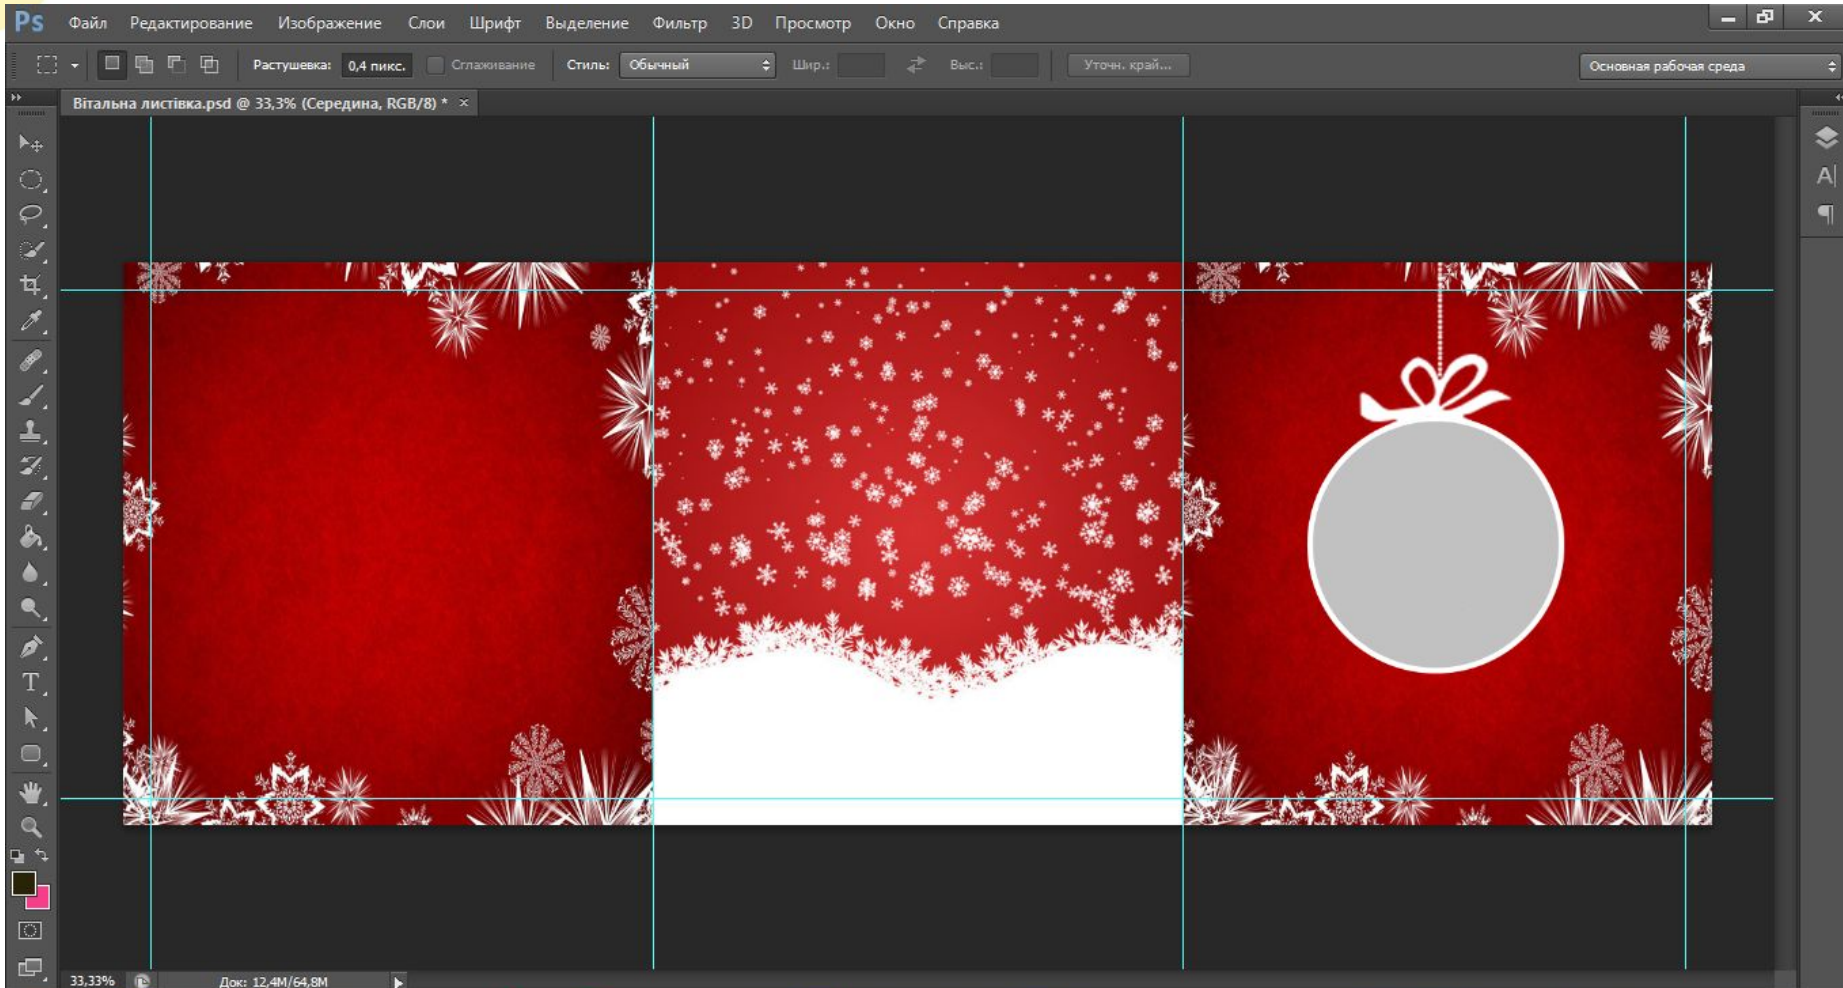 Ps Файл Редактирование Изображение Слои Шрифт Выделение Фильтр 3D Просмотр Окно Справка
Растушевка: 0,4 пикс. Сглаживание Стиль: Обычный Шир.: Выс.: Уточн. край... Основная рабочая среда
Вітальна листівка.psd @ 33,3% (Середина, RGB/8) * ×
33,33% Док: 12,4M/64,8M